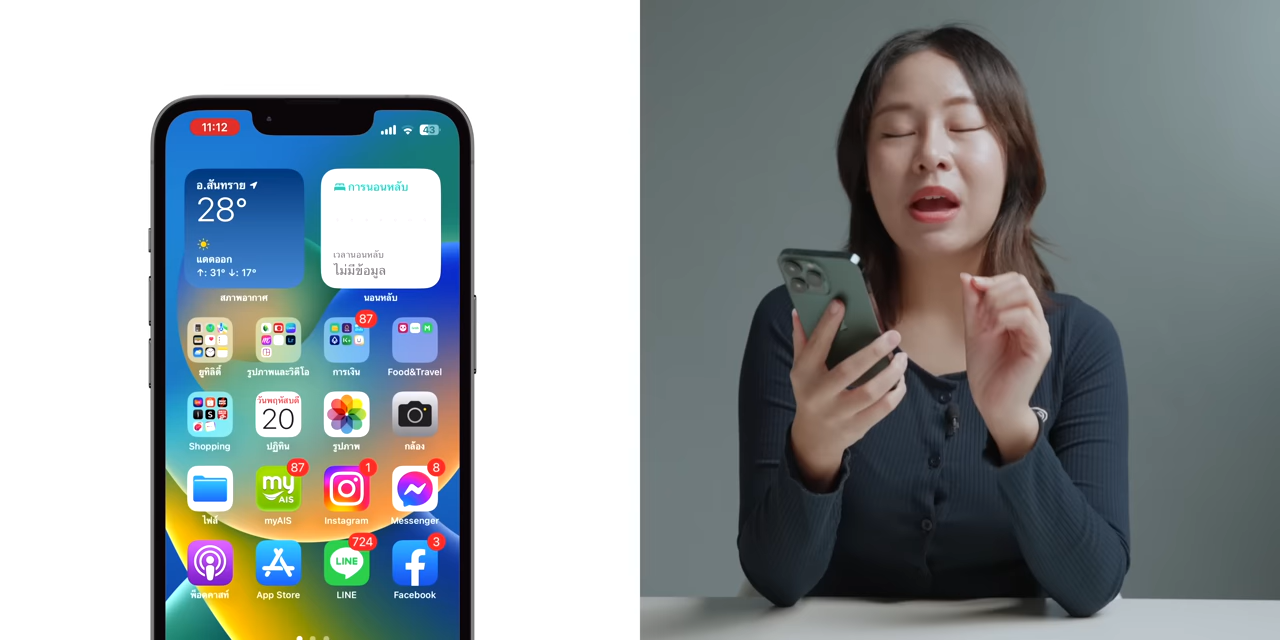 11:12
43
อ.สันทราย
28°
แดดออก
↑: 31° ↓: 17°
สภาพอากาศ
การนอนหลับ
เวลานอนหลับ
ไม่มีข้อมูล
นอนหลับ
87
ยูทิลิตี้
รูปภาพและวิดีโอ
การเงิน
Food&Travel
วันพฤหัสบดี
20
Shopping
ปฏิทิน
รูปภาพ
กล้อง
87
1
8
my
AIS
ไฟล์
myAIS
Instagram
Messenger
724
3
LINE
พ็อดคาสท์
App Store
LINE
Facebook